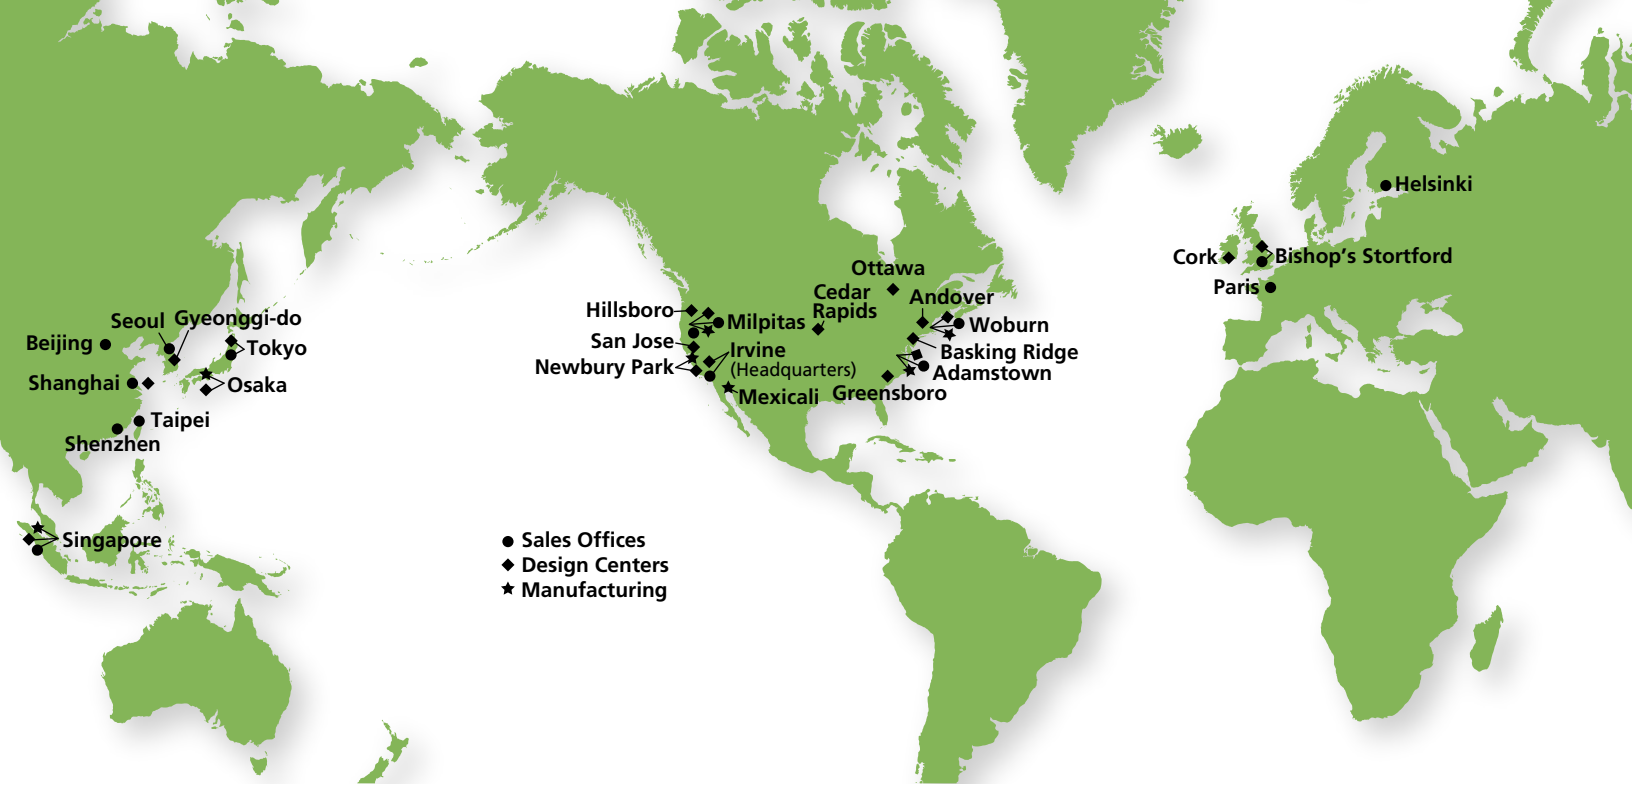 Helsinki
Cork
Bishop's Stortford
Paris
Ottawa
Cedar
Rapids
Andover
Hillsboro
Milpitas
Woburn
San Jose
Irvine
(Headquarters)
Basking Ridge
Newbury Park
Adamstown
Mexicali
Greensboro
Seoul
Gyeonggi-do
Beijing
Tokyo
Shanghai
Osaka
Taipei
Shenzhen
Singapore
Sales Offices
Design Centers
Manufacturing